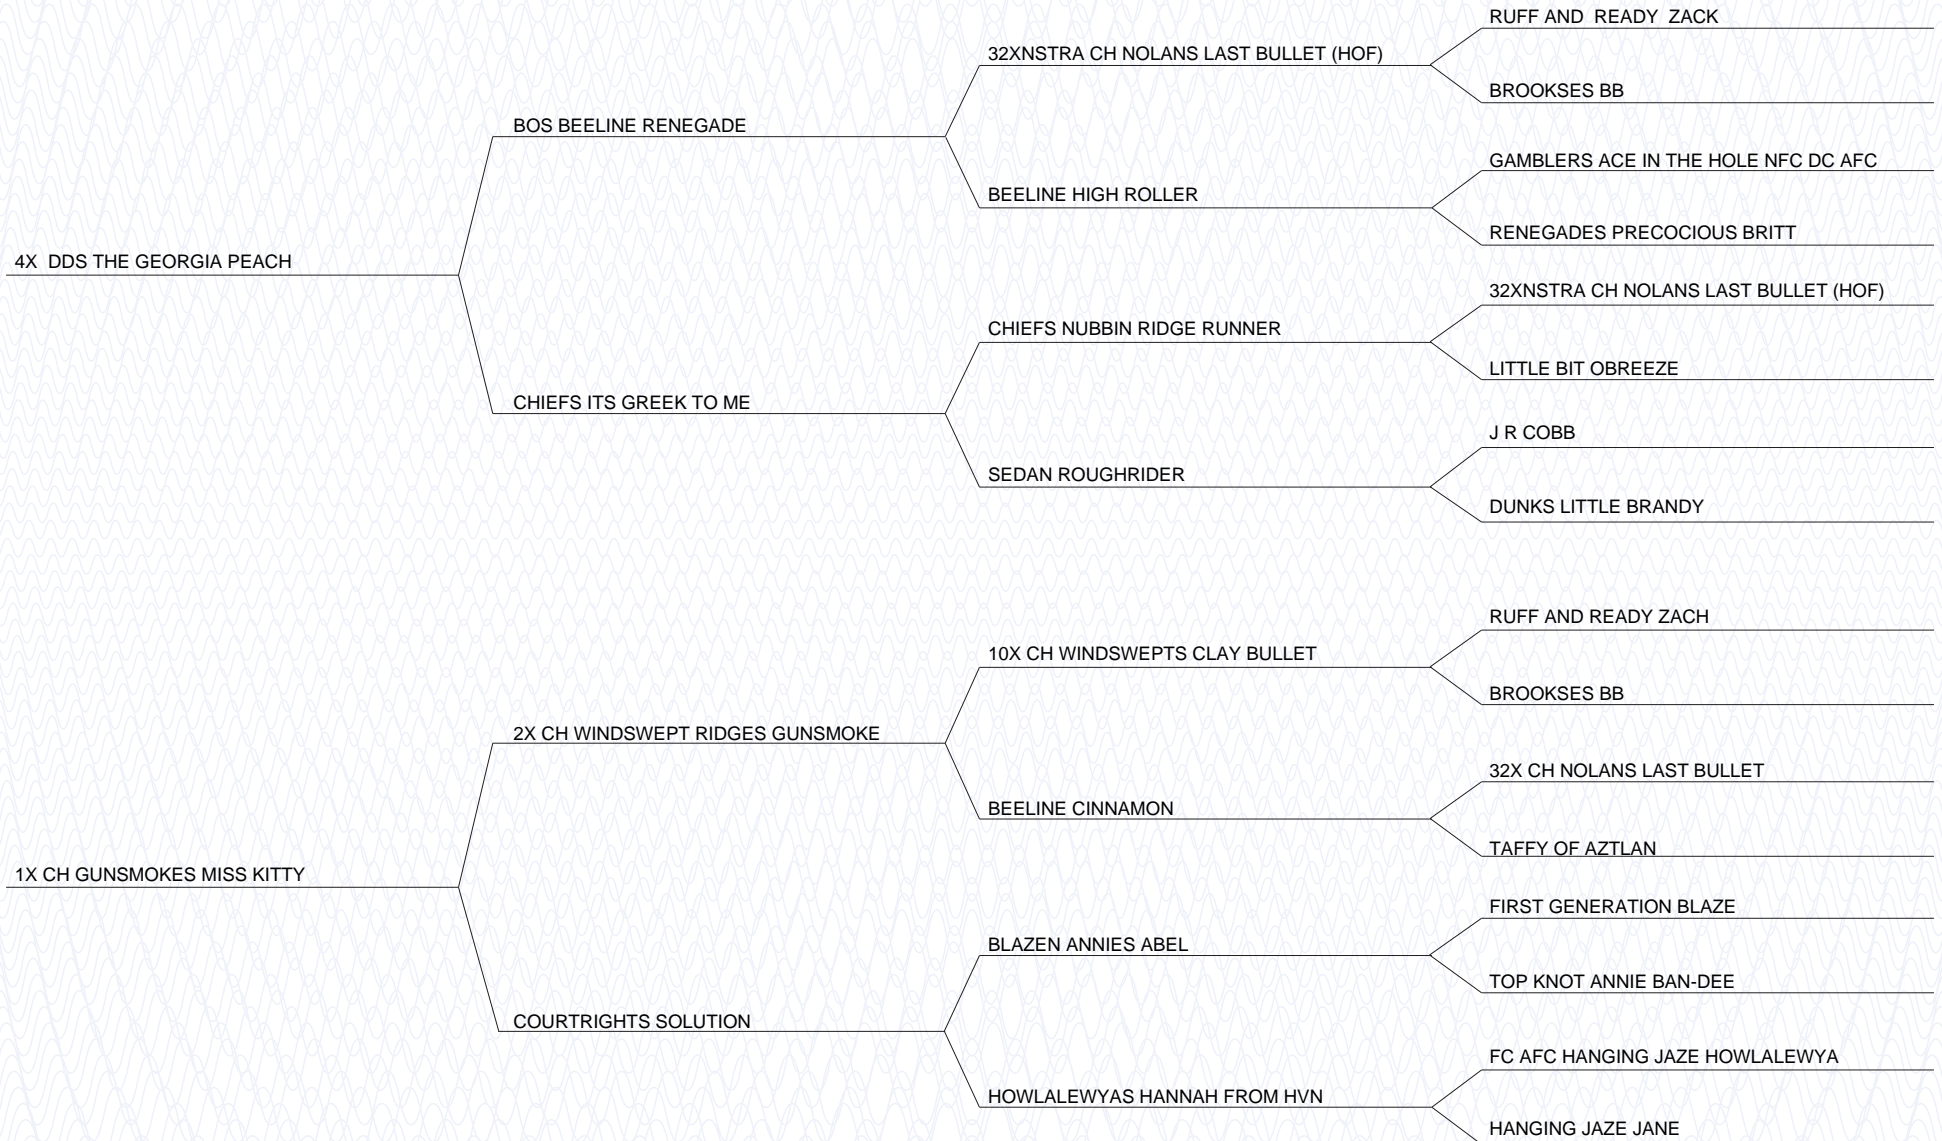 RUFF AND  READY  ZACK
32XNSTRA CH NOLANS LAST BULLET (HOF)
BROOKSES BB
BOS BEELINE RENEGADE
GAMBLERS ACE IN THE HOLE NFC DC AFC
BEELINE HIGH ROLLER
RENEGADES PRECOCIOUS BRITT
4X  DDS THE GEORGIA PEACH
32XNSTRA CH NOLANS LAST BULLET (HOF)
CHIEFS NUBBIN RIDGE RUNNER
LITTLE BIT OBREEZE
CHIEFS ITS GREEK TO ME
J R COBB
SEDAN ROUGHRIDER
DUNKS LITTLE BRANDY
RUFF AND READY ZACH
10X CH WINDSWEPTS CLAY BULLET
BROOKSES BB
2X CH WINDSWEPT RIDGES GUNSMOKE
32X CH NOLANS LAST BULLET
BEELINE CINNAMON
TAFFY OF AZTLAN
1X CH GUNSMOKES MISS KITTY
FIRST GENERATION BLAZE
BLAZEN ANNIES ABEL
TOP KNOT ANNIE BAN-DEE
COURTRIGHTS SOLUTION
FC AFC HANGING JAZE HOWLALEWYA
HOWLALEWYAS HANNAH FROM HVN
HANGING JAZE JANE